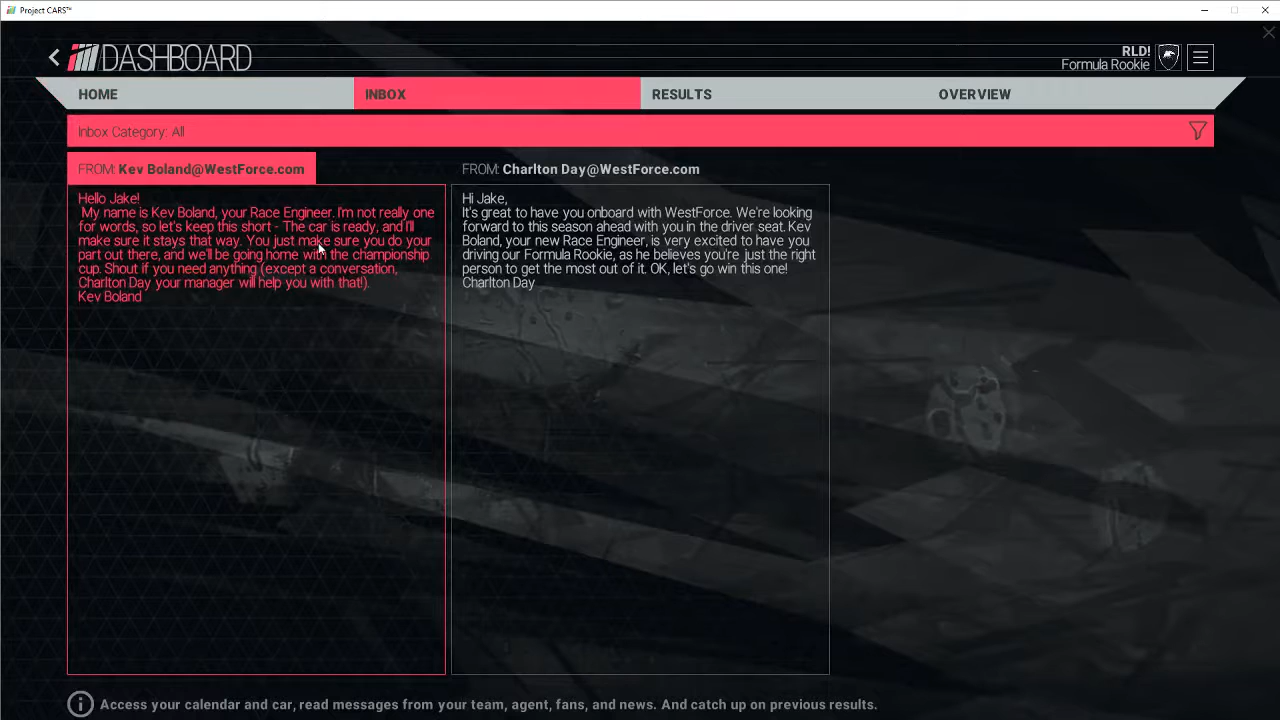 Project CARS™
DASHBOARD
RLD!
Formula Rookie
HOME
INBOX
RESULTS
OVERVIEW
Inbox Category: All
FROM: Kev Boland@WestForce.com
Hello Jake!
My name is Kev Boland, your Race Engineer. I'm not really one
for words, so let's keep this short - The car is ready, and I'll
make sure it stays that way. You just make sure you do your
part out there, and we'll be going home with the championship
cup. Shout if you need anything (except a conversation,
Charlton Day your manager will help you with that!).
Kev Boland
FROM: Charlton Day@WestForce.com
Hi Jake,
It's great to have you onboard with WestForce. We're looking
forward to this season ahead with you in the driver seat. Kev
Boland, your new Race Engineer, is very excited to have you
driving our Formula Rookie, as he believes you're just the right
person to get the most out of it. OK, let's go win this one!
Charlton Day
Access your calendar and car, read messages from your team, agent, fans, and news. And catch up on previous results.